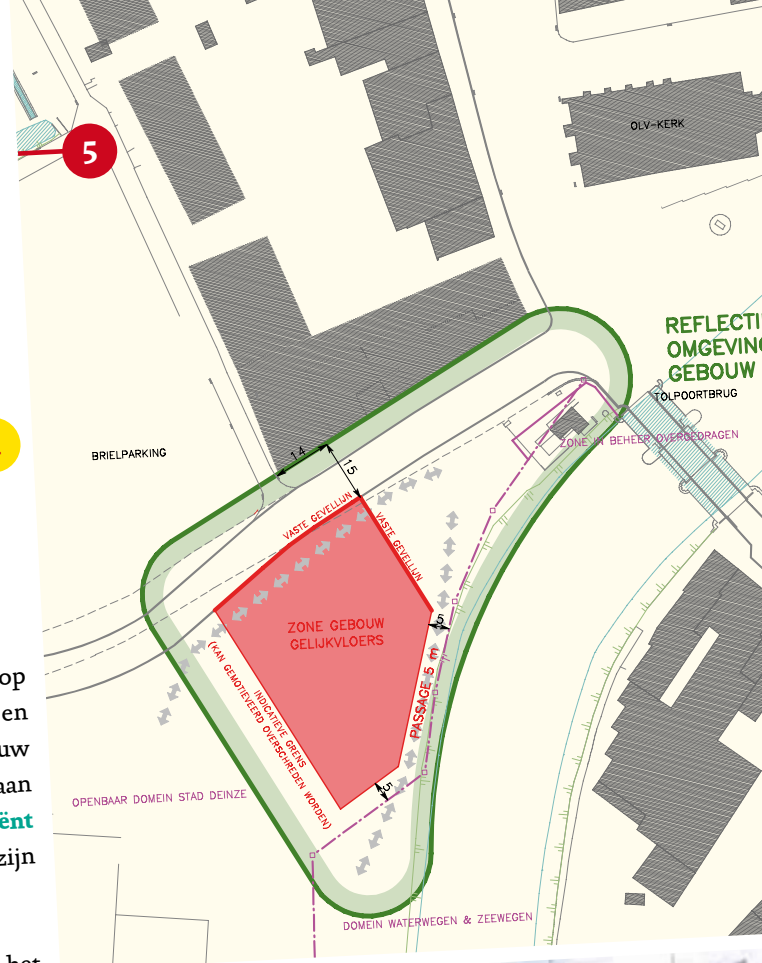 5
OLV-KERK
REFLECTI
OMGEVING
GEBOUW
TOLPOORTBRUG
ZONE IN BEHEER OVERGEDRAGEN
BRIELPARKING
14
15
VASTE GEVELLIJN
VASTE GEVELLIJN
ZONE GEBOUW
GELIJKVLOERS
5
PASSAGE 5 m
INDICATIEVE GRENS
(KAN GEMOTIEVEERD OVERSCHREDEN WORDEN)
5
op
en
uw
aan
ënt
zijn
OPENBAAR DOMEIN STAD DEINZE
DOMEIN WATERWEGEN & ZEEWEGEN
het